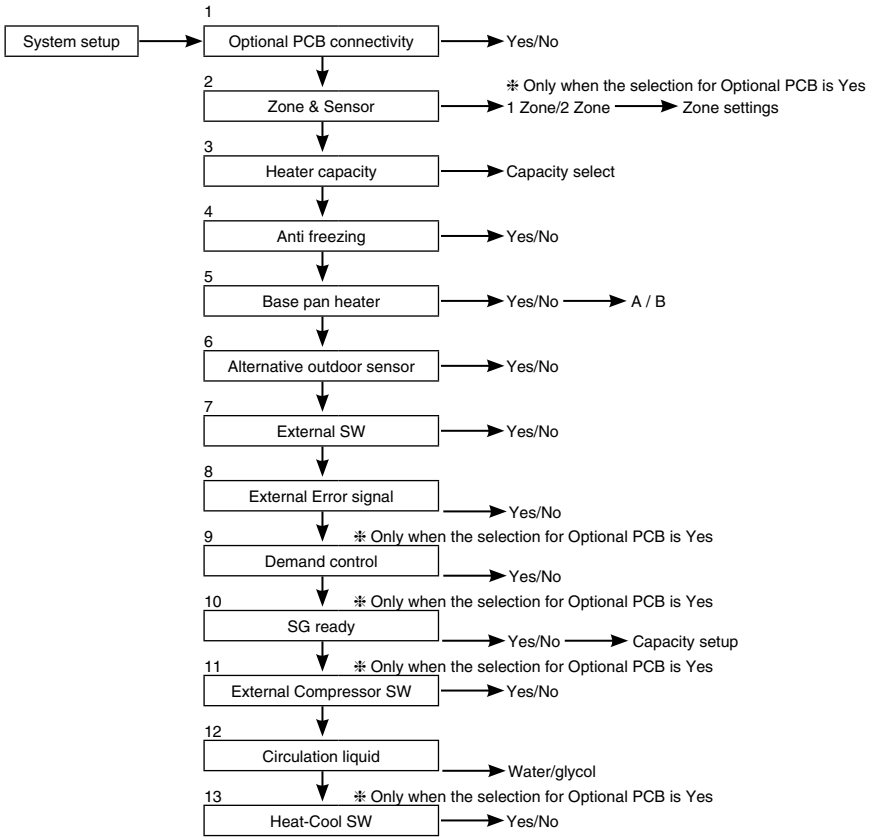 1
System setup Optional PCB connectivity Yes/No
2 ❈ Only when the selection for Optional PCB is Yes
Zone & Sensor 1 Zone/2 Zone Zone settings
3
Heater capacity Capacity select
4
Anti freezing Yes/No
5
Base pan heater Yes/No A / B
6
Alternative outdoor sensor Yes/No
7
External SW Yes/No
8
External Error signal Yes/No
9 ❈ Only when the selection for Optional PCB is Yes
Demand control Yes/No
10 ❈ Only when the selection for Optional PCB is Yes
SG ready Yes/No Capacity setup
11 ❈ Only when the selection for Optional PCB is Yes
External Compressor SW Yes/No
12
Circulation liquid Water/glycol
13 ❈ Only when the selection for Optional PCB is Yes
Heat-Cool SW Yes/No